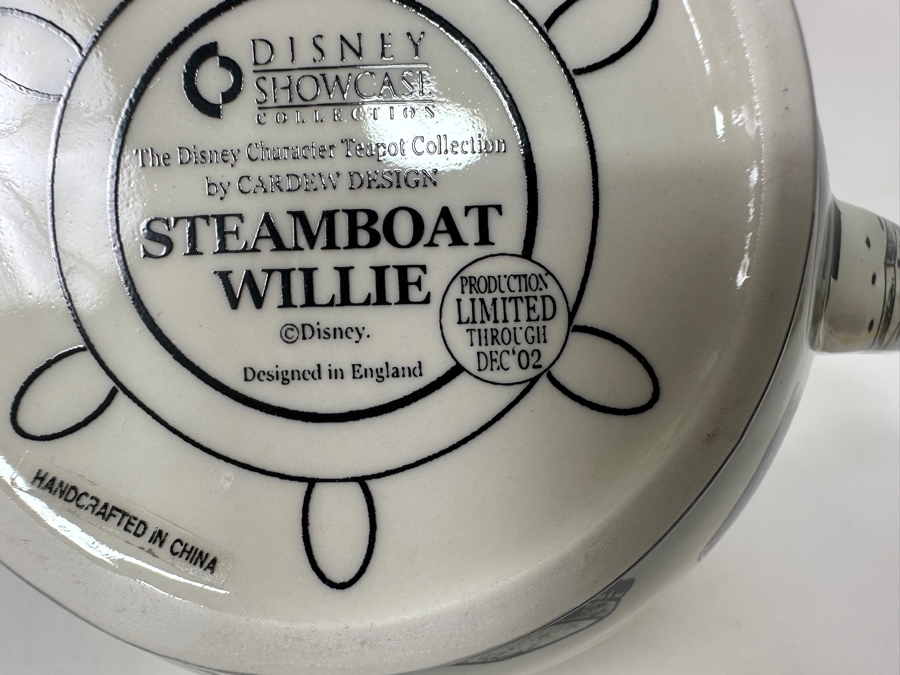 DISNEY
SHOWCASE
COLLECTION
The Disney Character Teapot Collection
by CARDEW DESIGN
STEAMBOAT
WILLIE
©Disney.
Designed in England
PRODUCTION
LIMITED
THROUGH
DEC'02
HANDCRAFTED IN CHINA